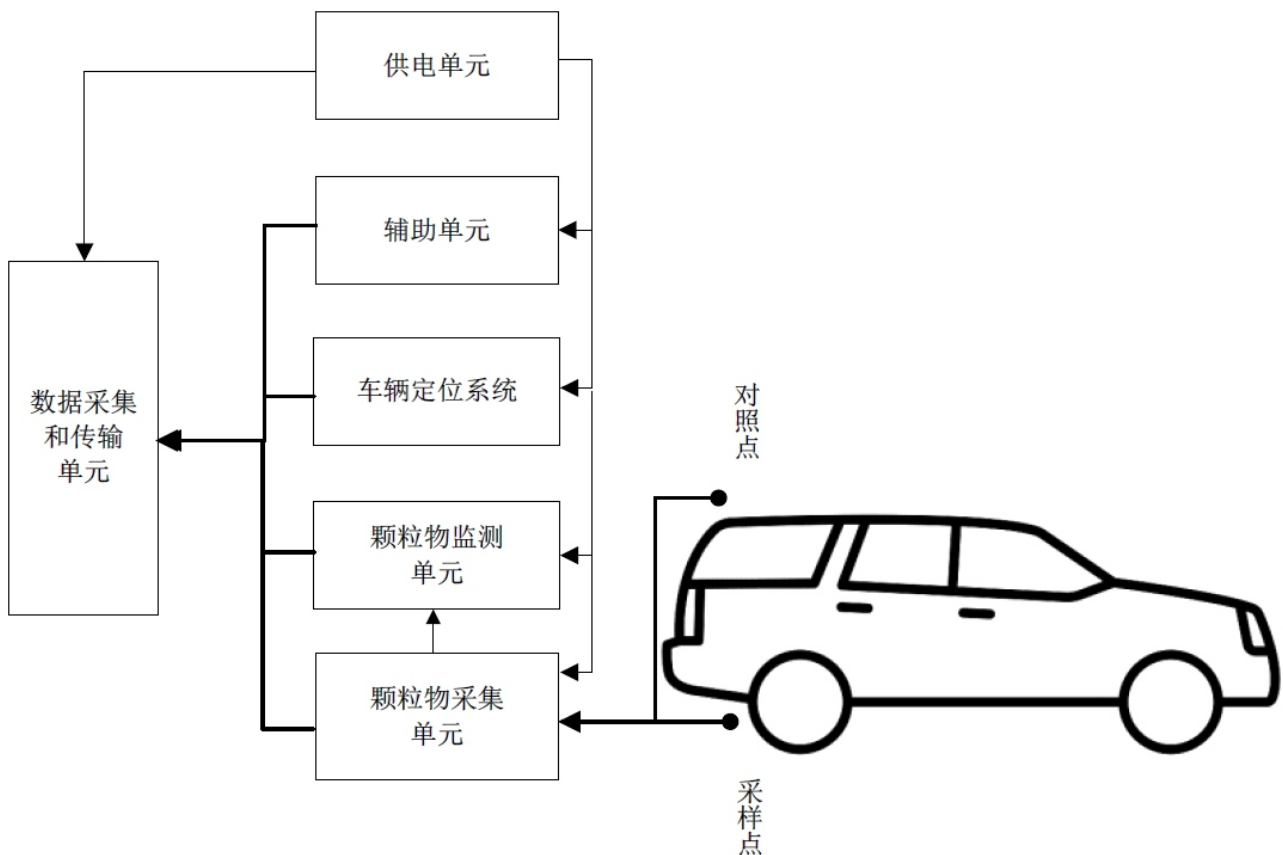 供电单元
辅助单元
车辆定位系统
数据采集
和传输
单元
颗粒物监测
单元
颗粒物采集
单元
对照点
采样点